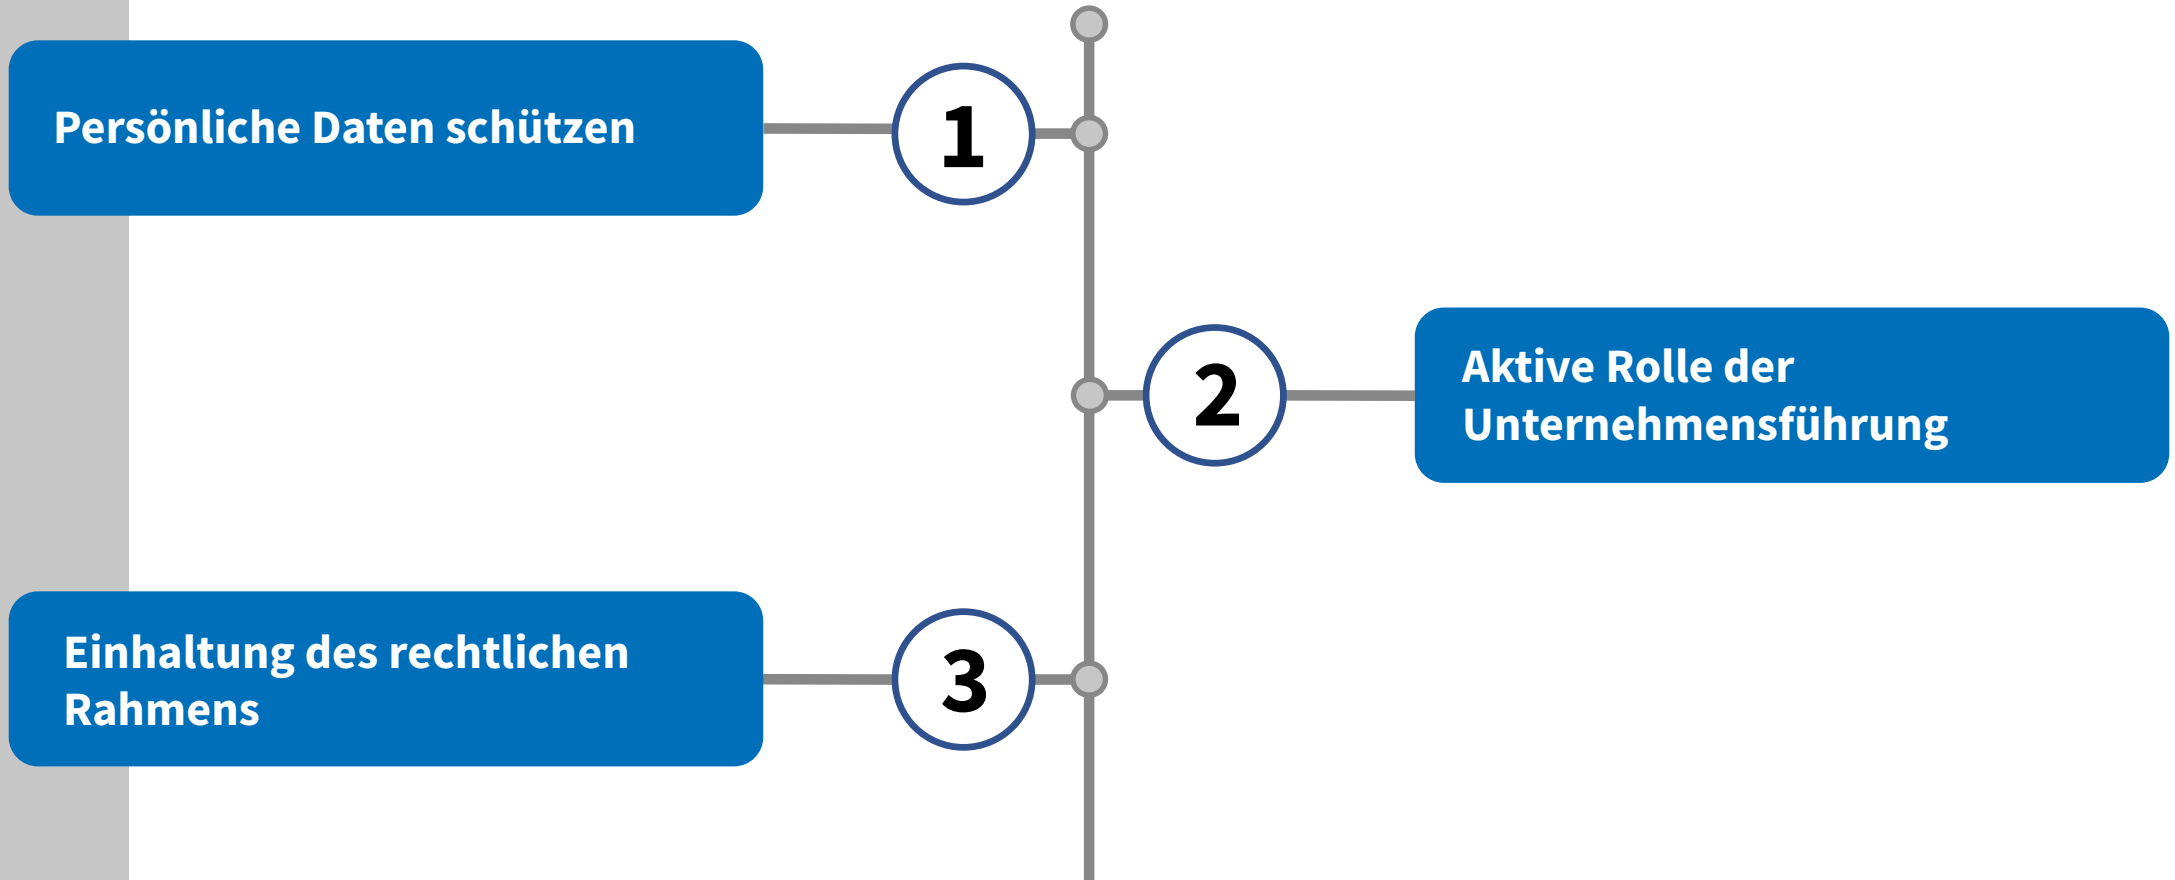 Persönliche Daten schützen
1
2
Aktive Rolle der
Unternehmensführung
Einhaltung des rechtlichen
Rahmens
3